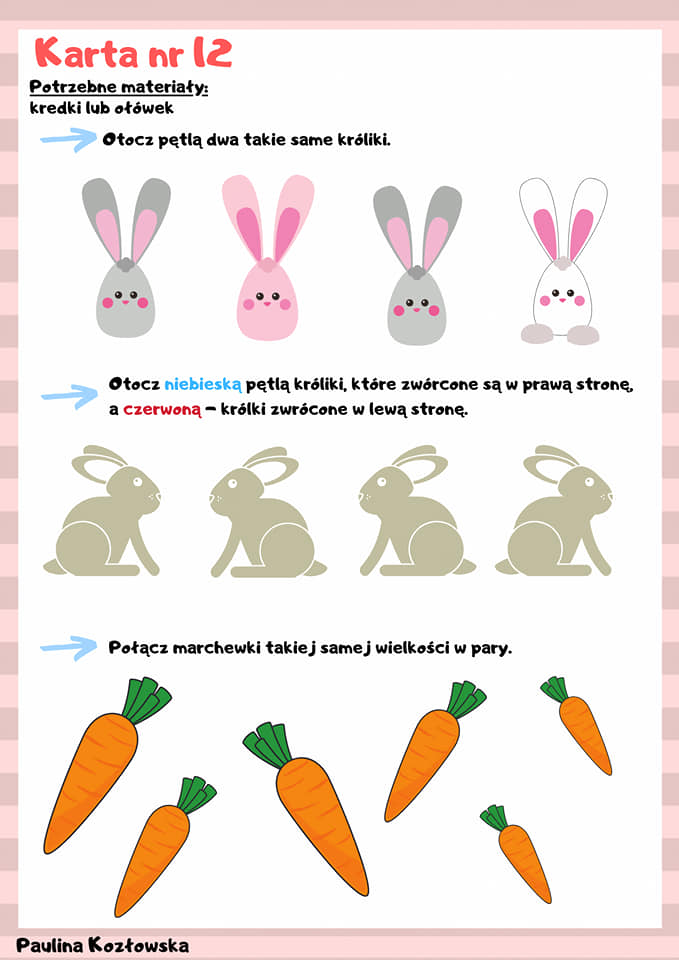 Karta nr 12
Potrzebne materiały:
kredki lub ołówek
Otocz pętlą dwa takie same króliki.
Otocz niebieską pętlą króliki, które zwórcone są w prawą stronę,
a czerwoną – królki zwrócone w lewą stronę.
Połącz marchewki takiej samej wielkości w pary.
Paulina Kozłowska